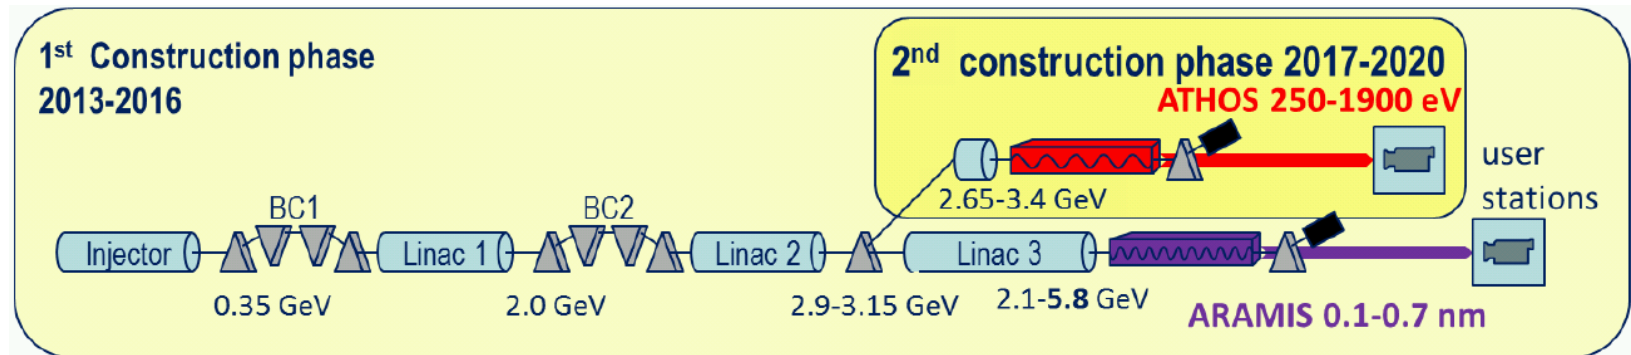 1st Construction phase
2013-2016
2nd construction phase 2017-2020
ATHOS 250-1900 eV
user
stations
2.65-3.4 GeV
BC1
BC2
Injector
Linac 1
Linac 2
Linac 3
0.35 GeV
2.0 GeV
2.9-3.15 GeV
2.1-5.8 GeV
ARAMIS 0.1-0.7 nm